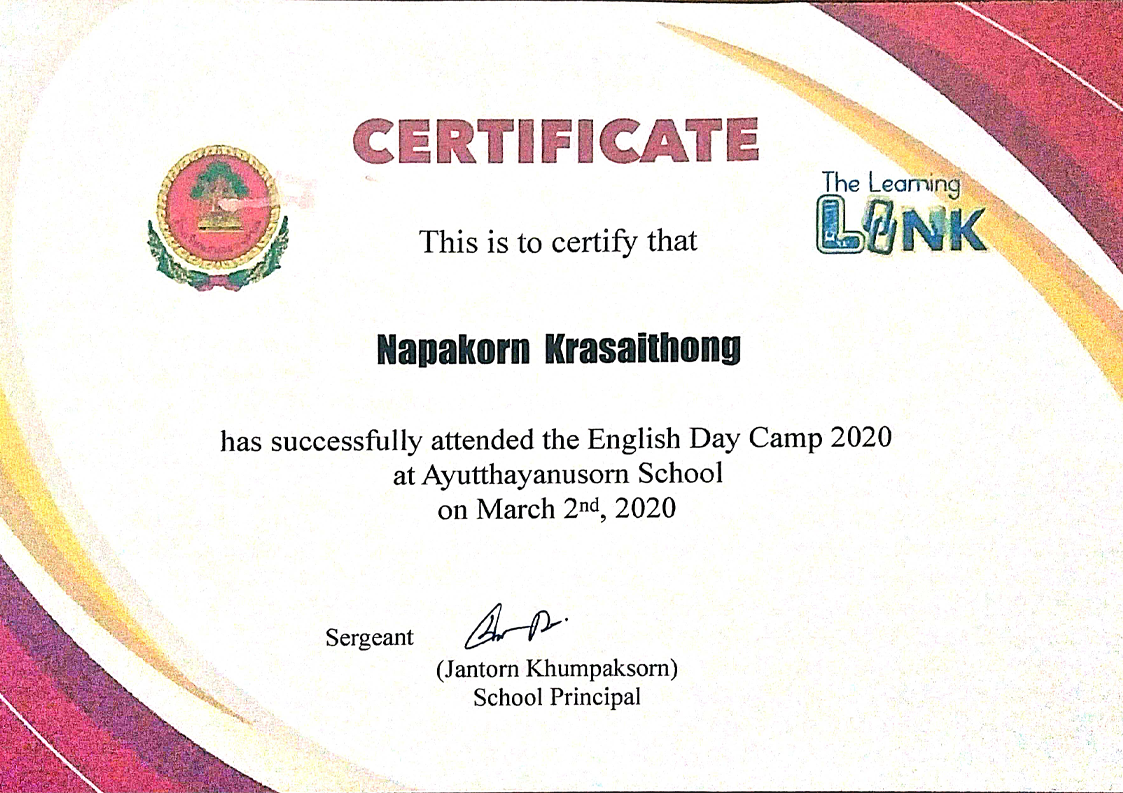 CERTIFICATE
The Learning
LINK
This is to certify that
Napakorn Krasaithong
has successfully attended the English Day Camp 2020
at Ayutthayanusorn School
on March 2nd, 2020
Sergeant
(Jantorn Khumpaksorn)
School Principal